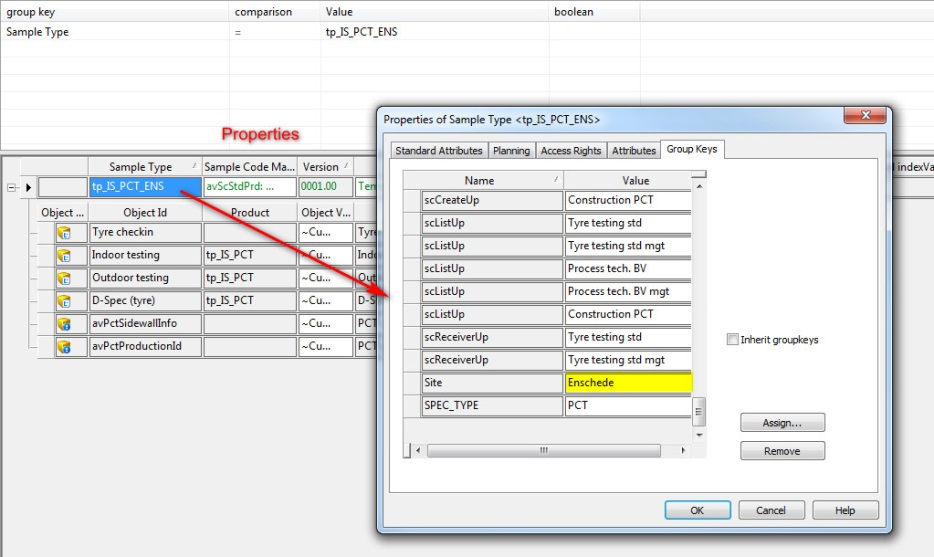 group key comparison Value boolean
Sample Type = tp_IS_PCT_ENS
Properties
Properties of Sample Type <tp_IS_PCT_ENS>
Standard Attributes Planning Access Rights Attributes Group Keys
Name Value
scCreateUp Construction PCT
scListUp Tyre testing std
scListUp Tyre testing std mgt
scListUp Process tech. BV
scListUp Process tech. BV mgt
scListUp Construction PCT
scReceiverUp Tyre testing std
scReceiverUp Tyre testing std mgt
Site Enschede
SPEC_TYPE PCT
Inherit groupkeys
Assign...
Remove
OK Cancel Help
Sample Type Sample Code Ma... Version indexVa
tp_IS_PCT_ENS avScStdPrd: ... 0001.00 Ten
Object ... Object Id Product Object V...
Tyre checkin ~Cu... Tyre
Indoor testing tp_IS_PCT ~Cu... Indo
Outdoor testing tp_IS_PCT ~Cu... Out
D-Spec (tyre) tp_IS_PCT ~Cu... D-S
avPctSidewallInfo ~Cu... PCT
avPctProductionId ~Cu... PCT